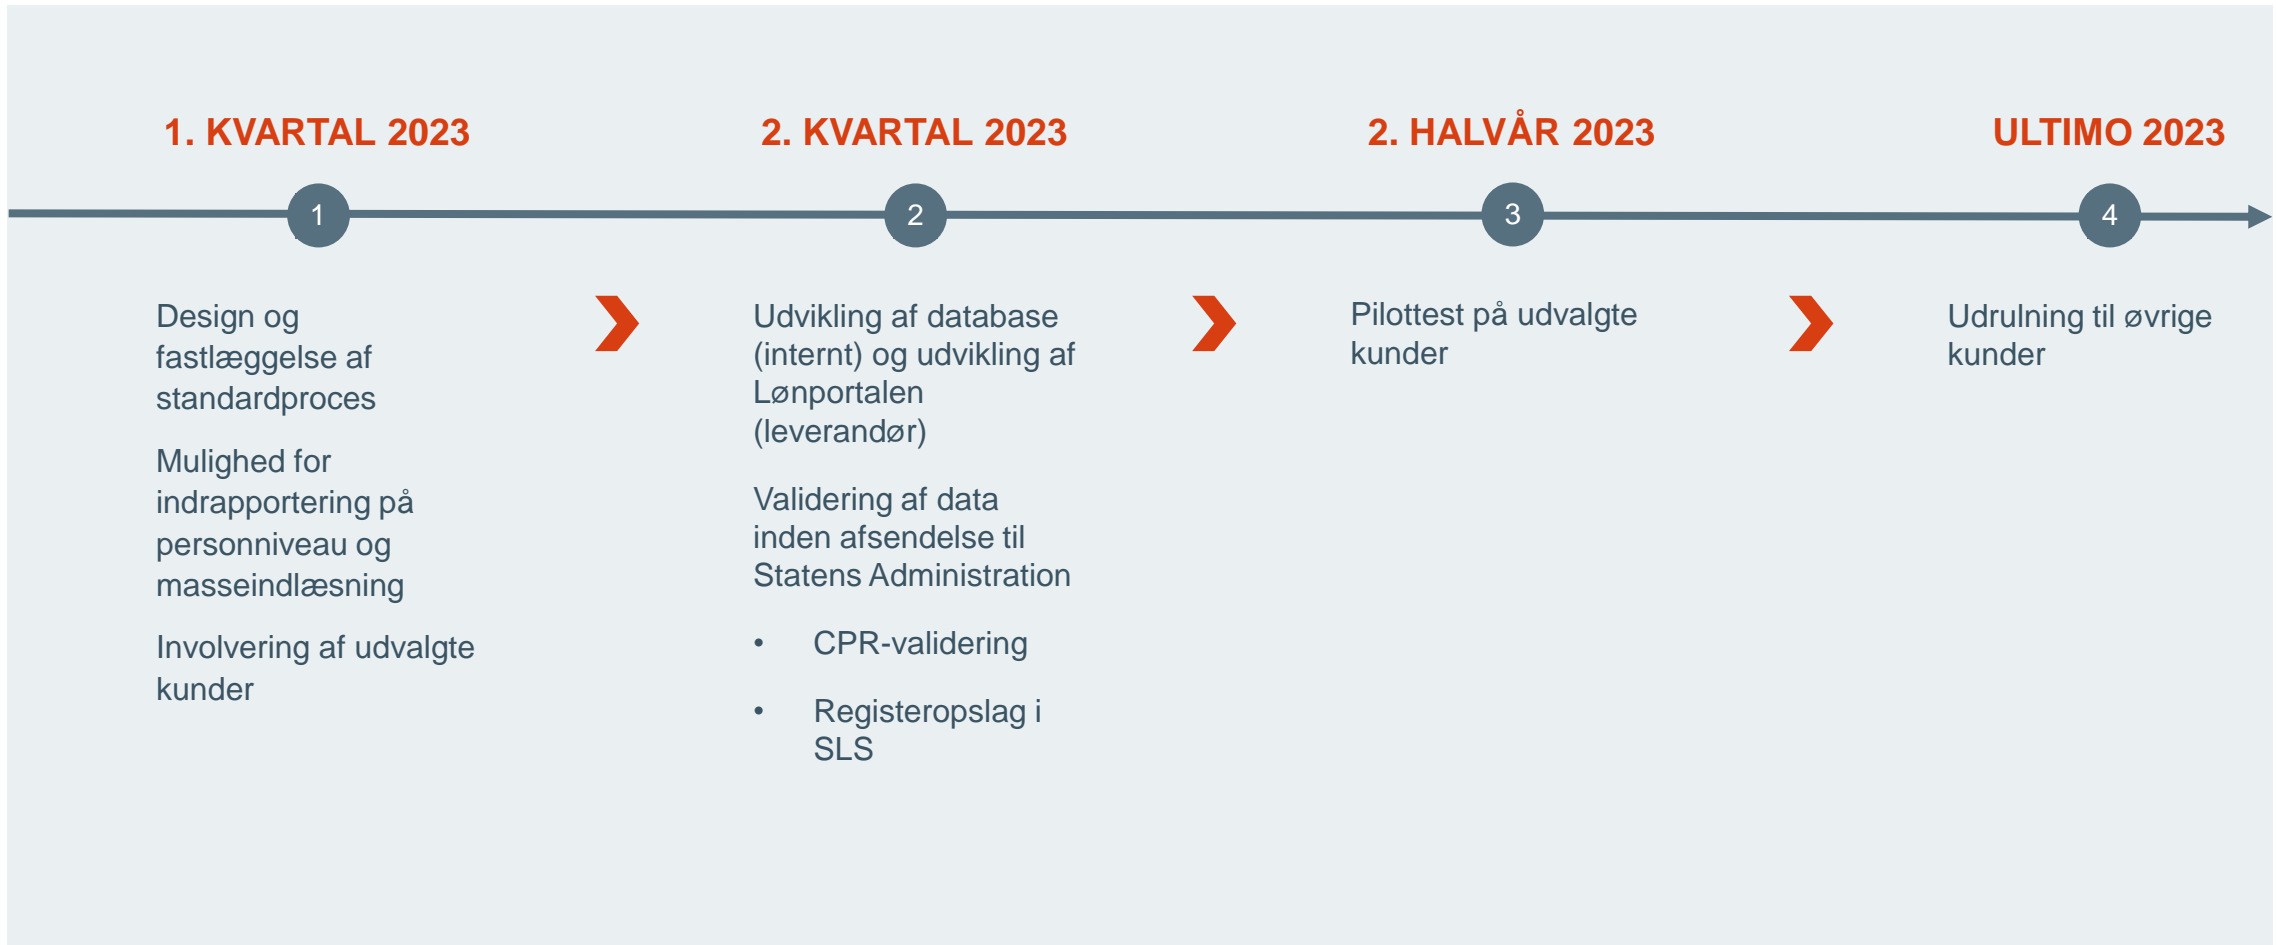 1. KVARTAL 2023
1
Design og
fastlæggelse af
standardproces
Mulighed for
indrapportering på
personniveau og
masseindlæsning
Involvering af udvalgte
kunder
2. KVARTAL 2023
2
Udvikling af database
(internt) og udvikling af
Lønportalen
(leverandør)
Validering af data
inden afsendelse til
Statens Administration
• CPR-validering
• Registeropslag i
SLS
2. HALVÅR 2023
3
Pilottest på udvalgte
kunder
ULTIMO 2023
4
Udrulning til øvrige
kunder